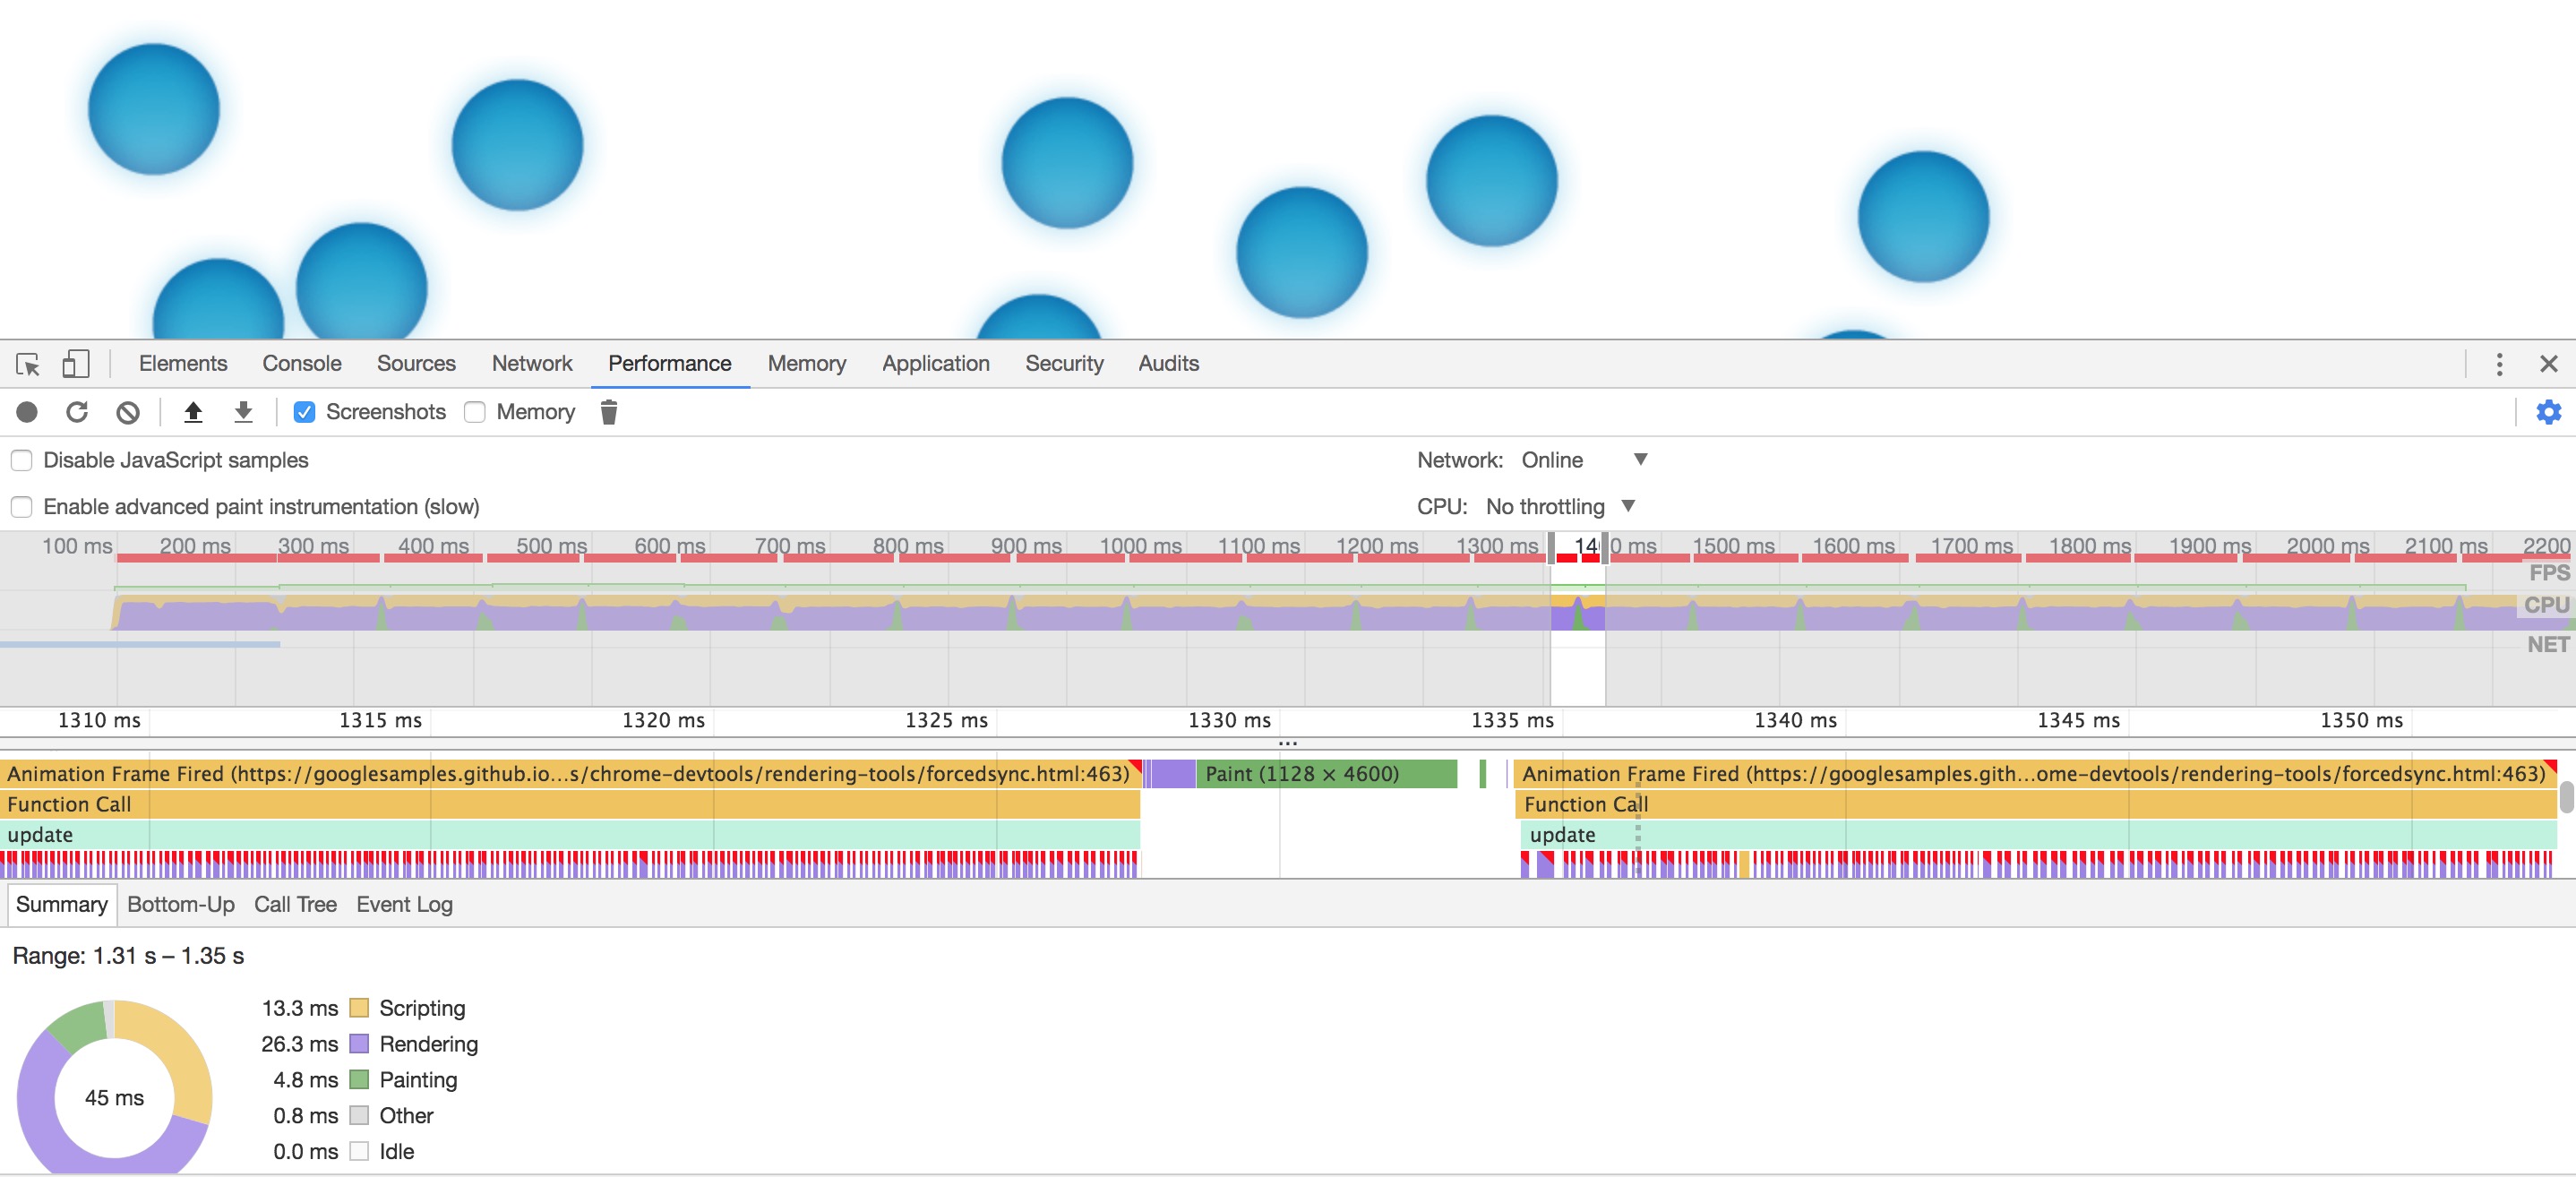 Elements Console Sources Network Performance Memory Application Security Audits
Screenshots Memory
Disable JavaScript samples Network: Online
Enable advanced paint instrumentation (slow) CPU: No throttling
100 ms 200 ms 300 ms 400 ms 500 ms 600 ms 700 ms 800 ms 900 ms 1000 ms 1100 ms 1200 ms 1300 ms 1400 ms 1500 ms 1600 ms 1700 ms 1800 ms 1900 ms 2000 ms 2100 ms 2200
FPS
CPU
NET
1310 ms 1315 ms 1320 ms 1325 ms 1330 ms 1335 ms 1340 ms 1345 ms 1350 ms
...
Animation Frame Fired (https://googlesamples.github.io...s/chrome-devtools/rendering-tools/forcedsync.html:463) Paint (1128 × 4600) Animation Frame Fired (https://googlesamples.gith...ome-devtools/rendering-tools/forcedsync.html:463)
Function Call Function Call
update update
Summary Bottom-Up Call Tree Event Log
Range: 1.31 s – 1.35 s
13.3 ms Scripting
26.3 ms Rendering
4.8 ms Painting
45 ms
0.8 ms Other
0.0 ms Idle